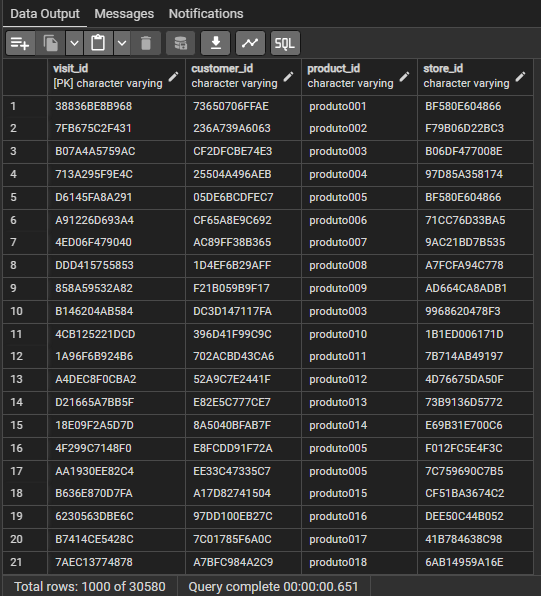 Data Output Messages Notifications
SQL
visit_id customer_id product_id store_id
[PK] character varying character varying character varying character varying
1 38836BE8B968 73650706FFAE produto001 BF580E604866
2 7FB675C2F431 236A739A6063 produto002 F79B06D22BC3
3 B07A4A5759AC CF2DFCBE74E3 produto003 B06DF477008E
4 713A295F9E4C 25504A496AEB produto004 97D85A358174
5 D6145FA8A291 05DE6BCDFEC7 produto005 BF580E604866
6 A91226D693A4 CF65A8E9C692 produto006 71CC76D33BA5
7 4ED06F479040 AC89FF38B365 produto007 9AC21BD7B535
8 DDD415755853 1D4EF6B29AFF produto008 A7FCFA94C778
9 858A59532A82 F21B059B9F17 produto009 AD664CA8ADB1
10 B146204AB584 DC3D147117FA produto003 9968620478F3
11 4CB125221DCD 396D41F99C9C produto010 1B1ED006171D
12 1A96F6B924B6 702ACBD43CA6 produto011 7B714AB49197
13 A4DEC8F0CBA2 52A9C7E2441F produto012 4D76675DA50F
14 D21665A7BB5F E82E5C777CE7 produto013 73B9136D5772
15 18E09F2A5D7D 8A5040BFAB7F produto014 E69B31E700C6
16 4F299C7148F0 E8FCDD91F72A produto005 F012FC5E4F3C
17 AA1930EE82C4 EE33C47335C7 produto005 7C759690C7B5
18 B636E870D7FA A17D82741504 produto015 CF51BA3674C2
19 6230563DBE6C 97DD100EB27C produto016 DEE50C44B052
20 B7414CE5428C 7C01785F6A0C produto017 41B784638C98
21 7AEC13774878 A7BFC984A2C9 produto018 6AB14959A16E
Total rows: 1000 of 30580 Query complete 00:00:00.651